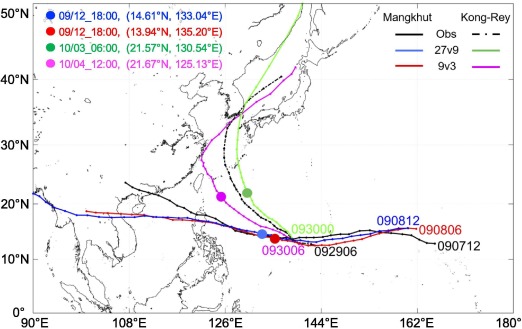 50°N
40°N
30°N
20°N
10°N
0°
09/12_18:00, (14.61°N, 133.04°E)
09/12_18:00, (13.94°N, 135.20°E)
10/03_06:00, (21.57°N, 130.54°E)
10/04_12:00, (21.67°N, 125.13°E)
Mangkhut Kong-Rey
Obs
27v9
9v3
093000
090812
090806
090712
093006
092906
90°E 108°E 126°E 144°E 162°E 180°